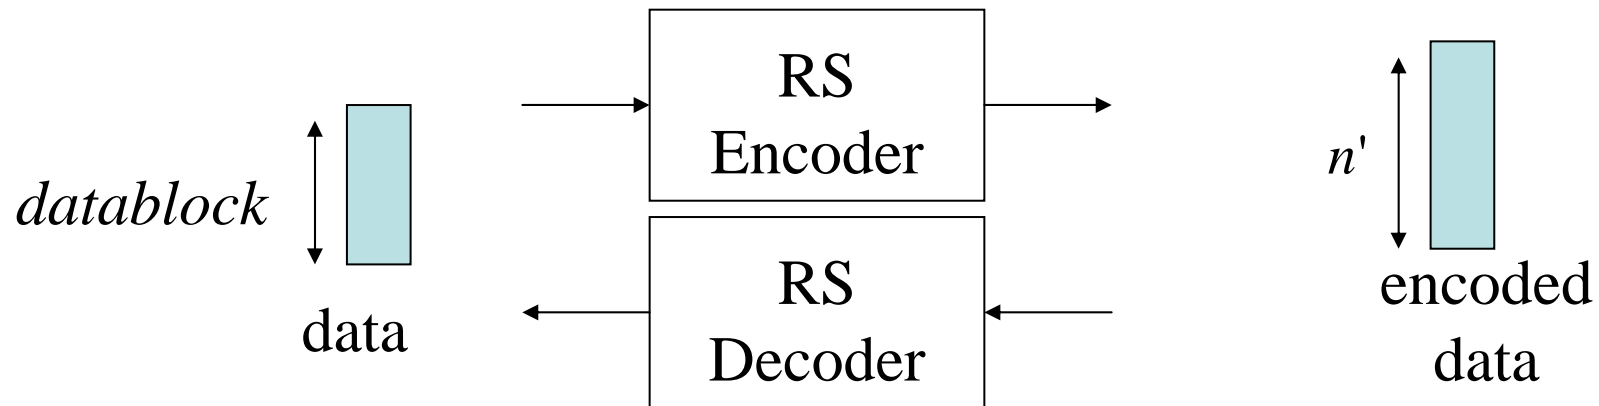 datablock
data
RS
Encoder
RS
Decoder
n'
encoded
data